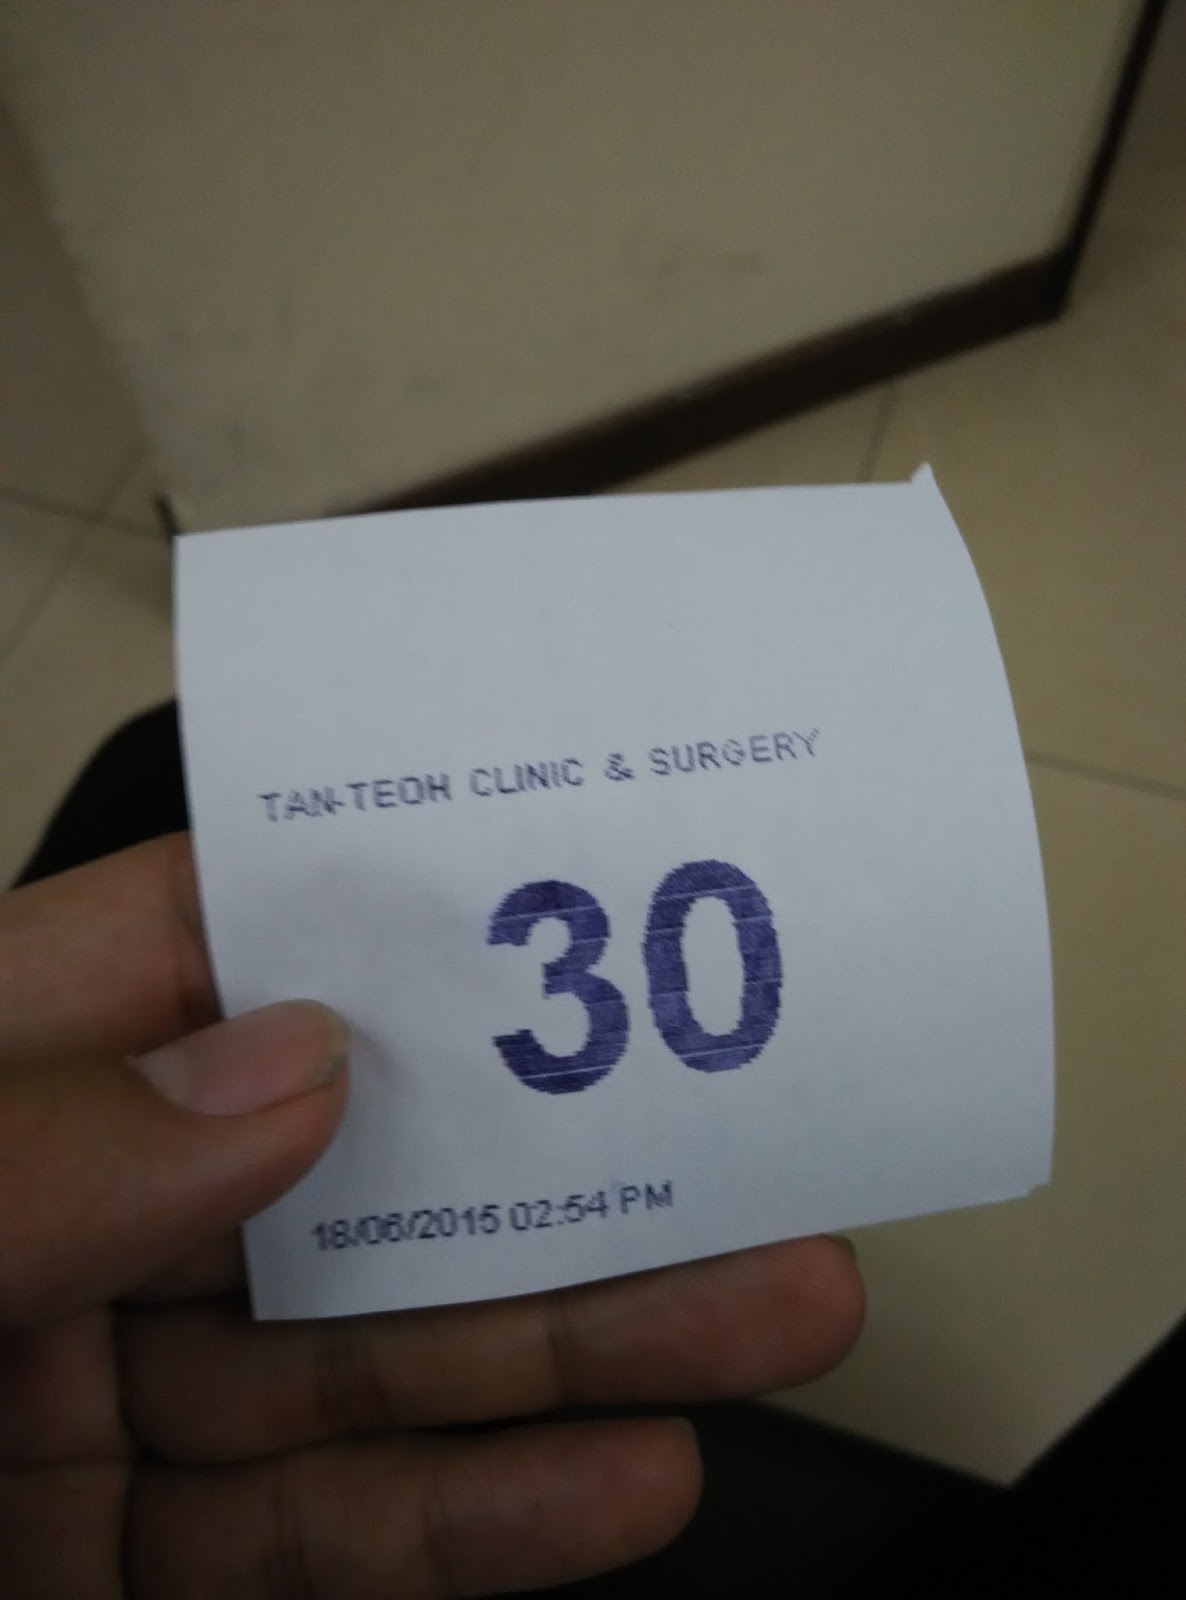 TAN-TEOH CLINIC & SURGERY
30
18/06/2015 02:54 PM